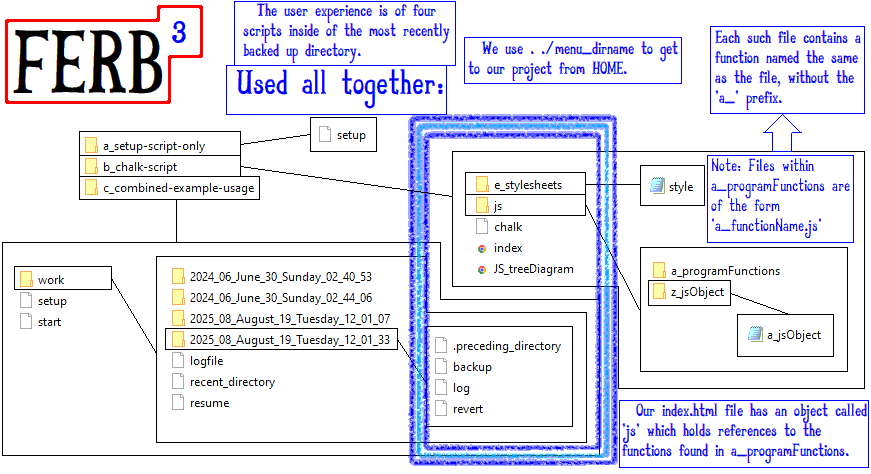 FERB
3
The user experience is of four
scripts inside of the most recently
backed up directory.
Used all together:
We use . ./menu_dirname to get
to our project from HOME.
Each such file contains a
function named the same
as the file, without the
'a_' prefix.
a_setup-script-only
b_chalk-script
c_combined-example-usage
setup
e_stylesheets
js
chalk
index
JS_treeDiagram
style
Note: Files within
a_programFunctions are
of the form
'a_functionName.js'
a_programFunctions
z_jsObject
a_jsObject
work
setup
start
2024_06_June_30_Sunday_02_40_53
2024_06_June_30_Sunday_02_44_06
2025_08_August_19_Tuesday_12_01_07
2025_08_August_19_Tuesday_12_01_33
logfile
recent_directory
resume
.preceding_directory
backup
log
revert
Our index.html file has an object called
'js' which holds references to the
functions found in a_programFunctions.